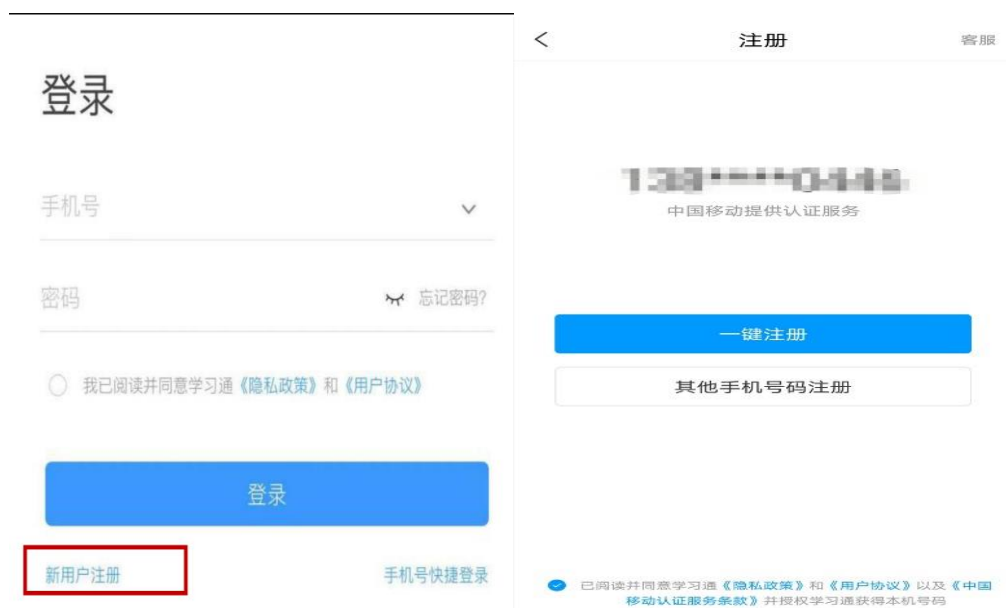 登录
手机号
密码
忘记密码?
我已阅读并同意学习通《隐私政策》和《用户协议》
登录
新用户注册
手机号快捷登录
注册
客服
中国移动提供认证服务
一键注册
其他手机号码注册
已阅读并同意学习通《隐私政策》和《用户协议》以及《中国
移动认证服务条款》并授权学习通获得本机号码